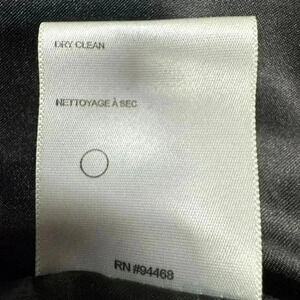 DRY CLEAN
NETTOYAGE À SEC
RN #94468